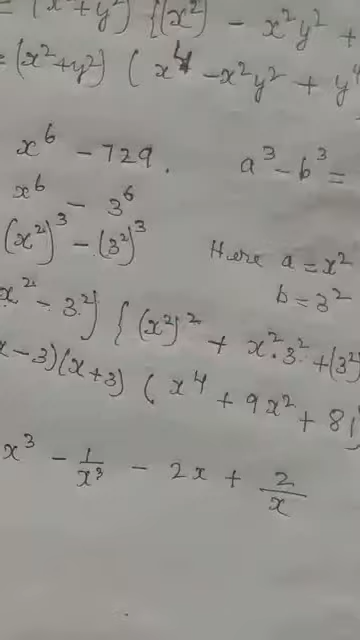 = (x²+y²) {(x²) - x²y² +
= (x²+y²) ( x⁴ - x²y² + y⁴
x⁶ - 729. a³ - b³ =
x⁶ - 3⁶
(x²)³ - (3²)³ Here a = x²
b = 3²
x² - 3²) { (x²)² + x²·3² + (3²)
x - 3)(x+3) ( x⁴ + 9x² + 81)
x³ - 1/x³ - 2x + 2/x